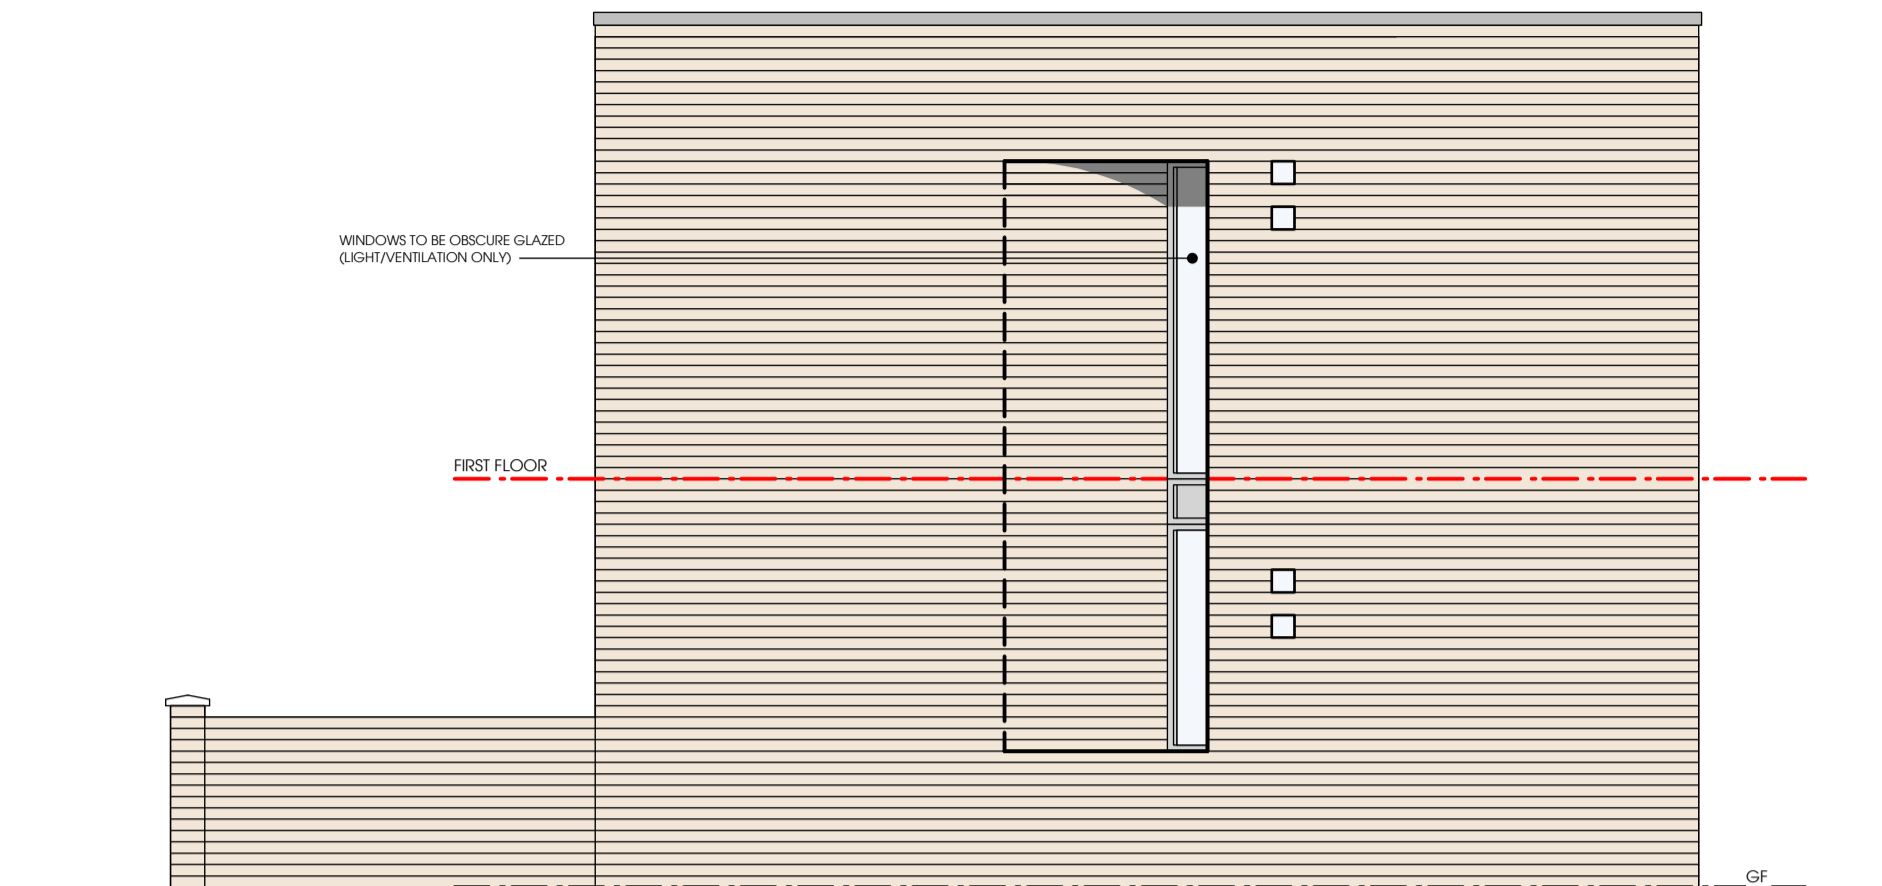 WINDOWS TO BE OBSCURE GLAZED
(LIGHT/VENTILATION ONLY)
FIRST FLOOR
GF